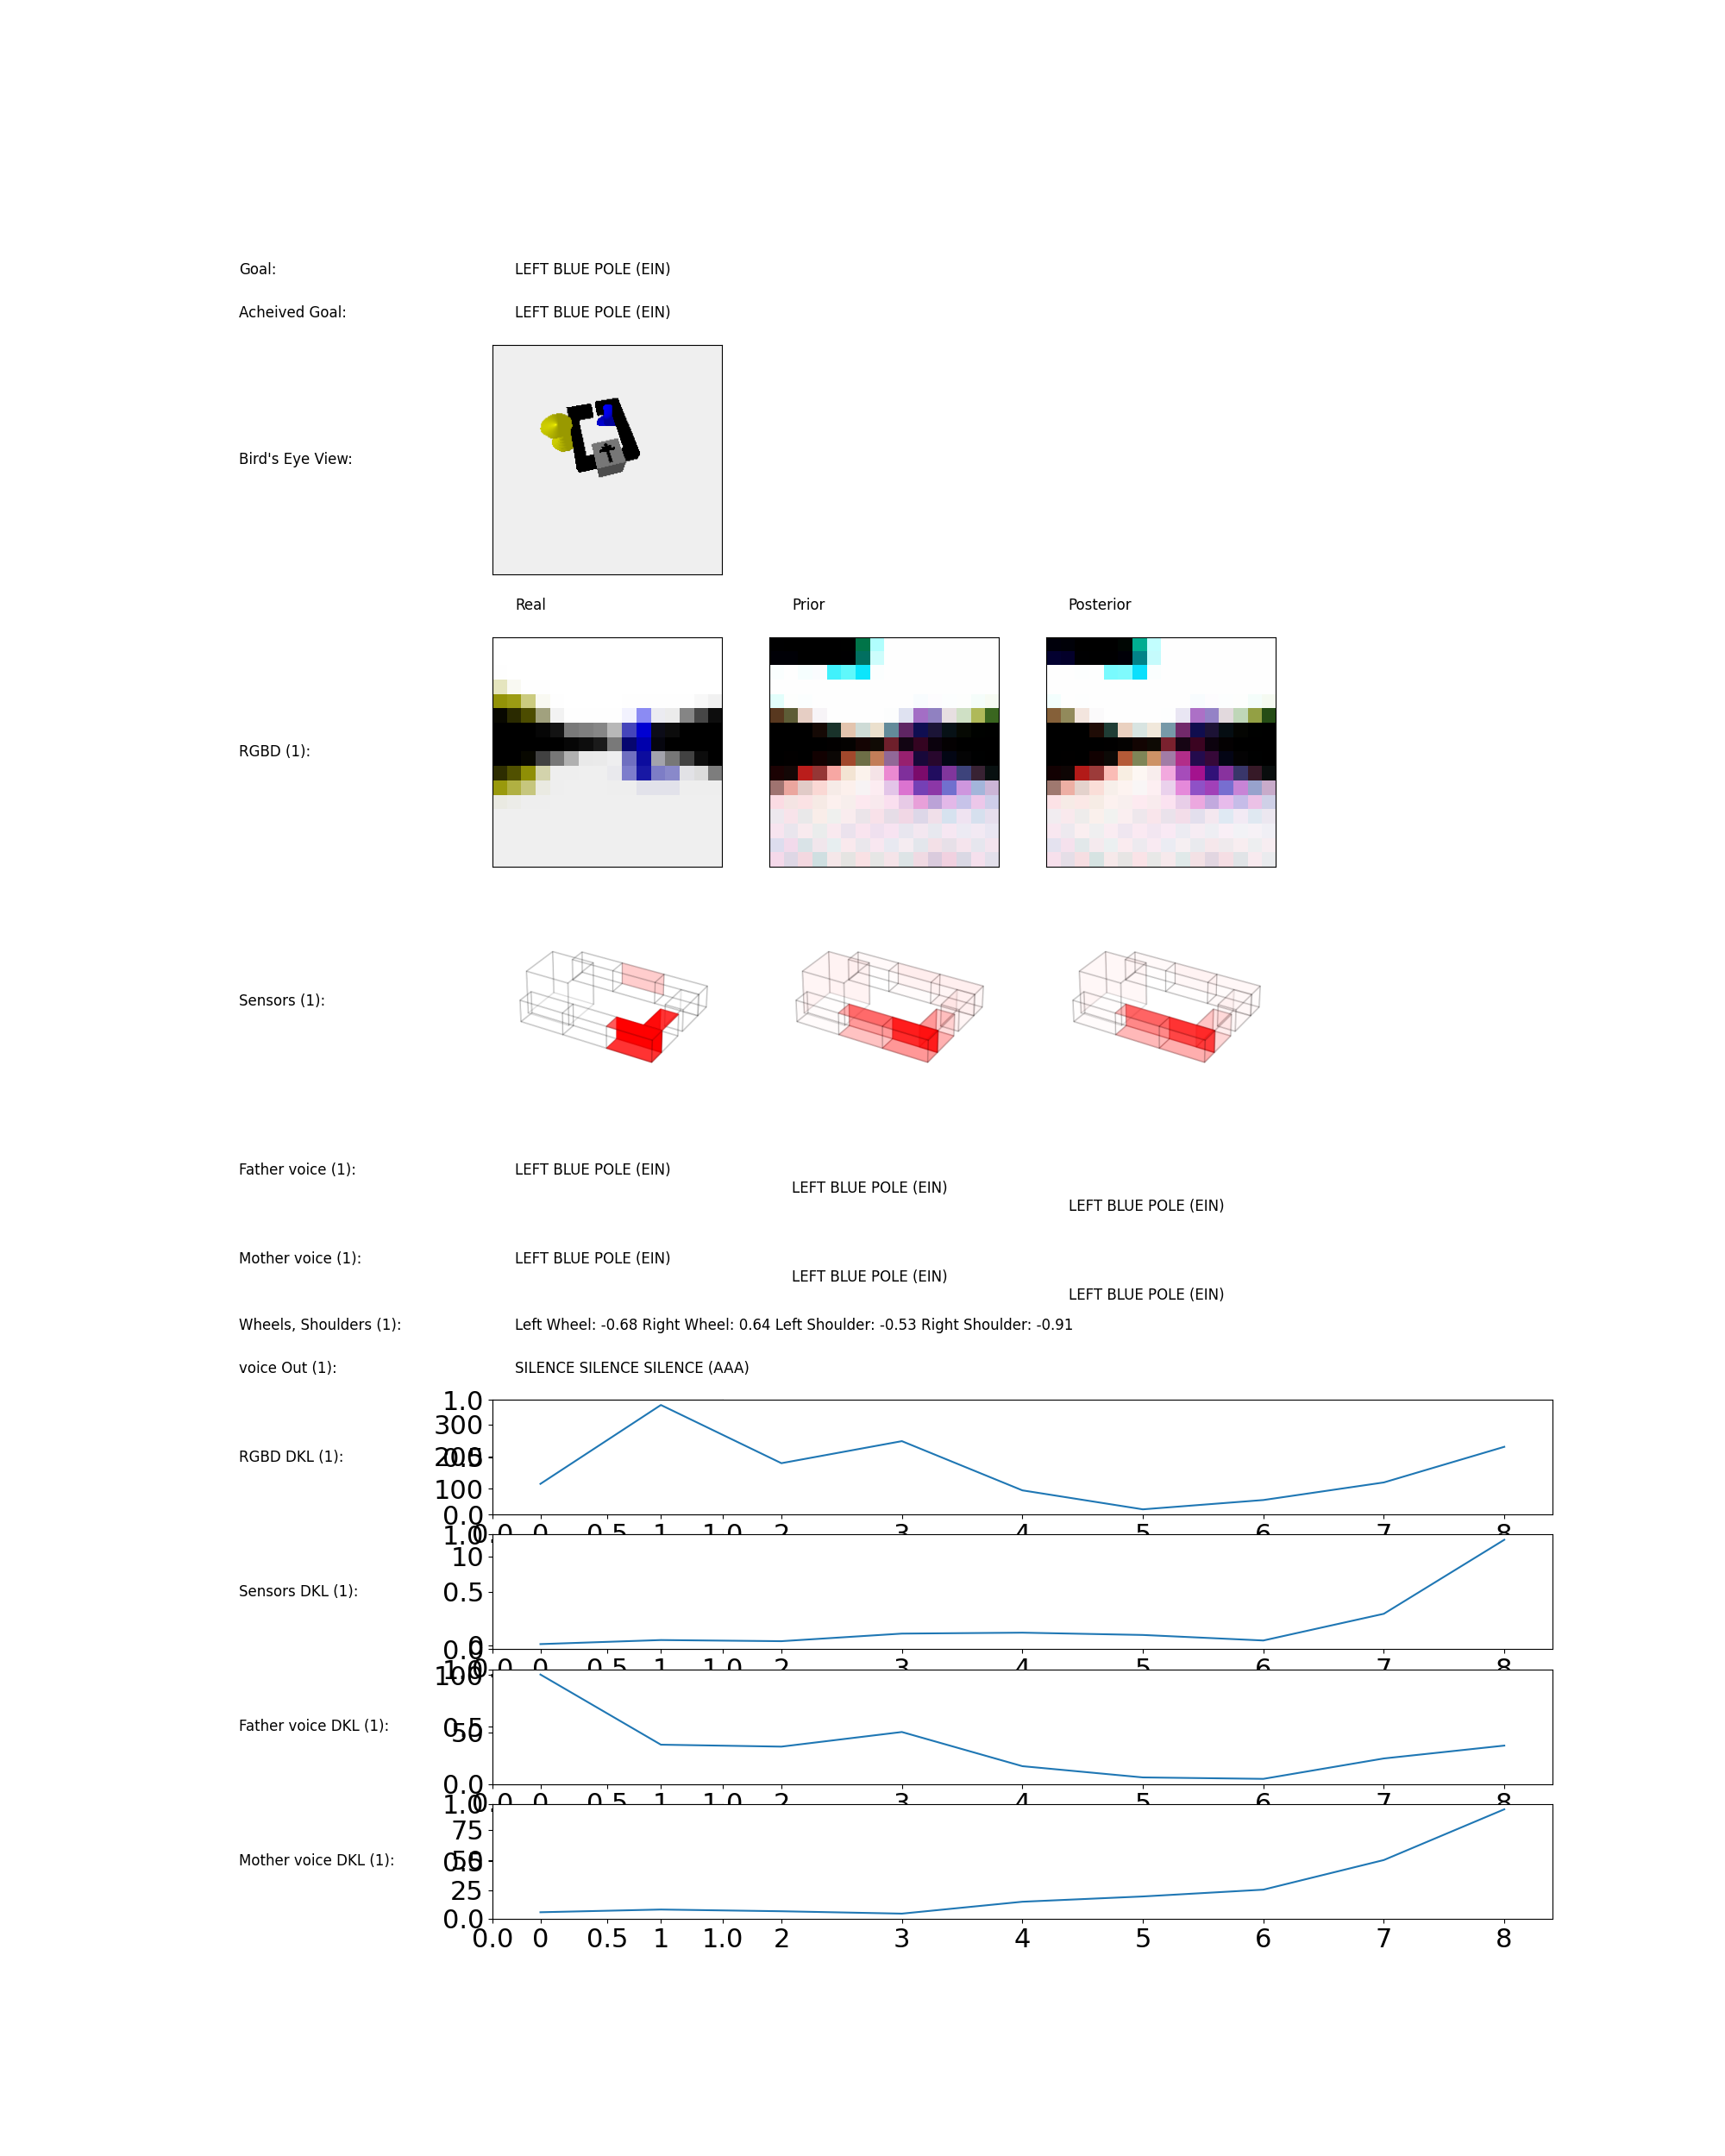 Goal: LEFT BLUE POLE (EIN)
Acheived Goal: LEFT BLUE POLE (EIN)
Bird's Eye View:
Real Prior Posterior
RGBD (1):
Sensors (1):
Father voice (1): LEFT BLUE POLE (EIN)
LEFT BLUE POLE (EIN)
LEFT BLUE POLE (EIN)
Mother voice (1): LEFT BLUE POLE (EIN)
LEFT BLUE POLE (EIN)
LEFT BLUE POLE (EIN)
Wheels, Shoulders (1): Left Wheel: -0.68 Right Wheel: 0.64 Left Shoulder: -0.53 Right Shoulder: -0.91
voice Out (1): SILENCE SILENCE SILENCE (AAA)
1.0
300
RGBD DKL (1): 200 0.5
100
0.0
0.0 0 0.5 1 1.0 2 3 4 5 6 7 8
1.0
10
Sensors DKL (1): 0.5
0
0.0
0.0 0 0.5 1 1.0 2 3 4 5 6 7 8
1.0
100
Father voice DKL (1): 0.5
50
0.0
0.0 0 0.5 1 1.0 2 3 4 5 6 7 8
1.0
75
Mother voice DKL (1): 50 0.5
25
0.0
0.0 0 0.5 1 1.0 2 3 4 5 6 7 8